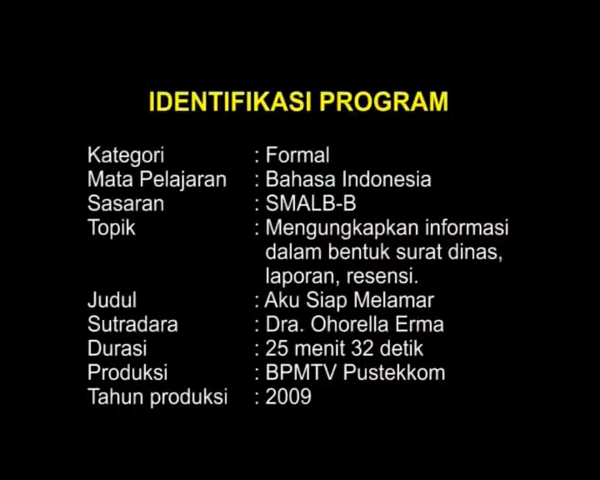 IDENTIFIKASI PROGRAM
Kategori : Formal
Mata Pelajaran : Bahasa Indonesia
Sasaran : SMALB-B
Topik : Mengungkapkan informasi
dalam bentuk surat dinas,
laporan, resensi.
Judul : Aku Siap Melamar
Sutradara : Dra. Ohorella Erma
Durasi : 25 menit 32 detik
Produksi : BPMTV Pustekkom
Tahun produksi : 2009